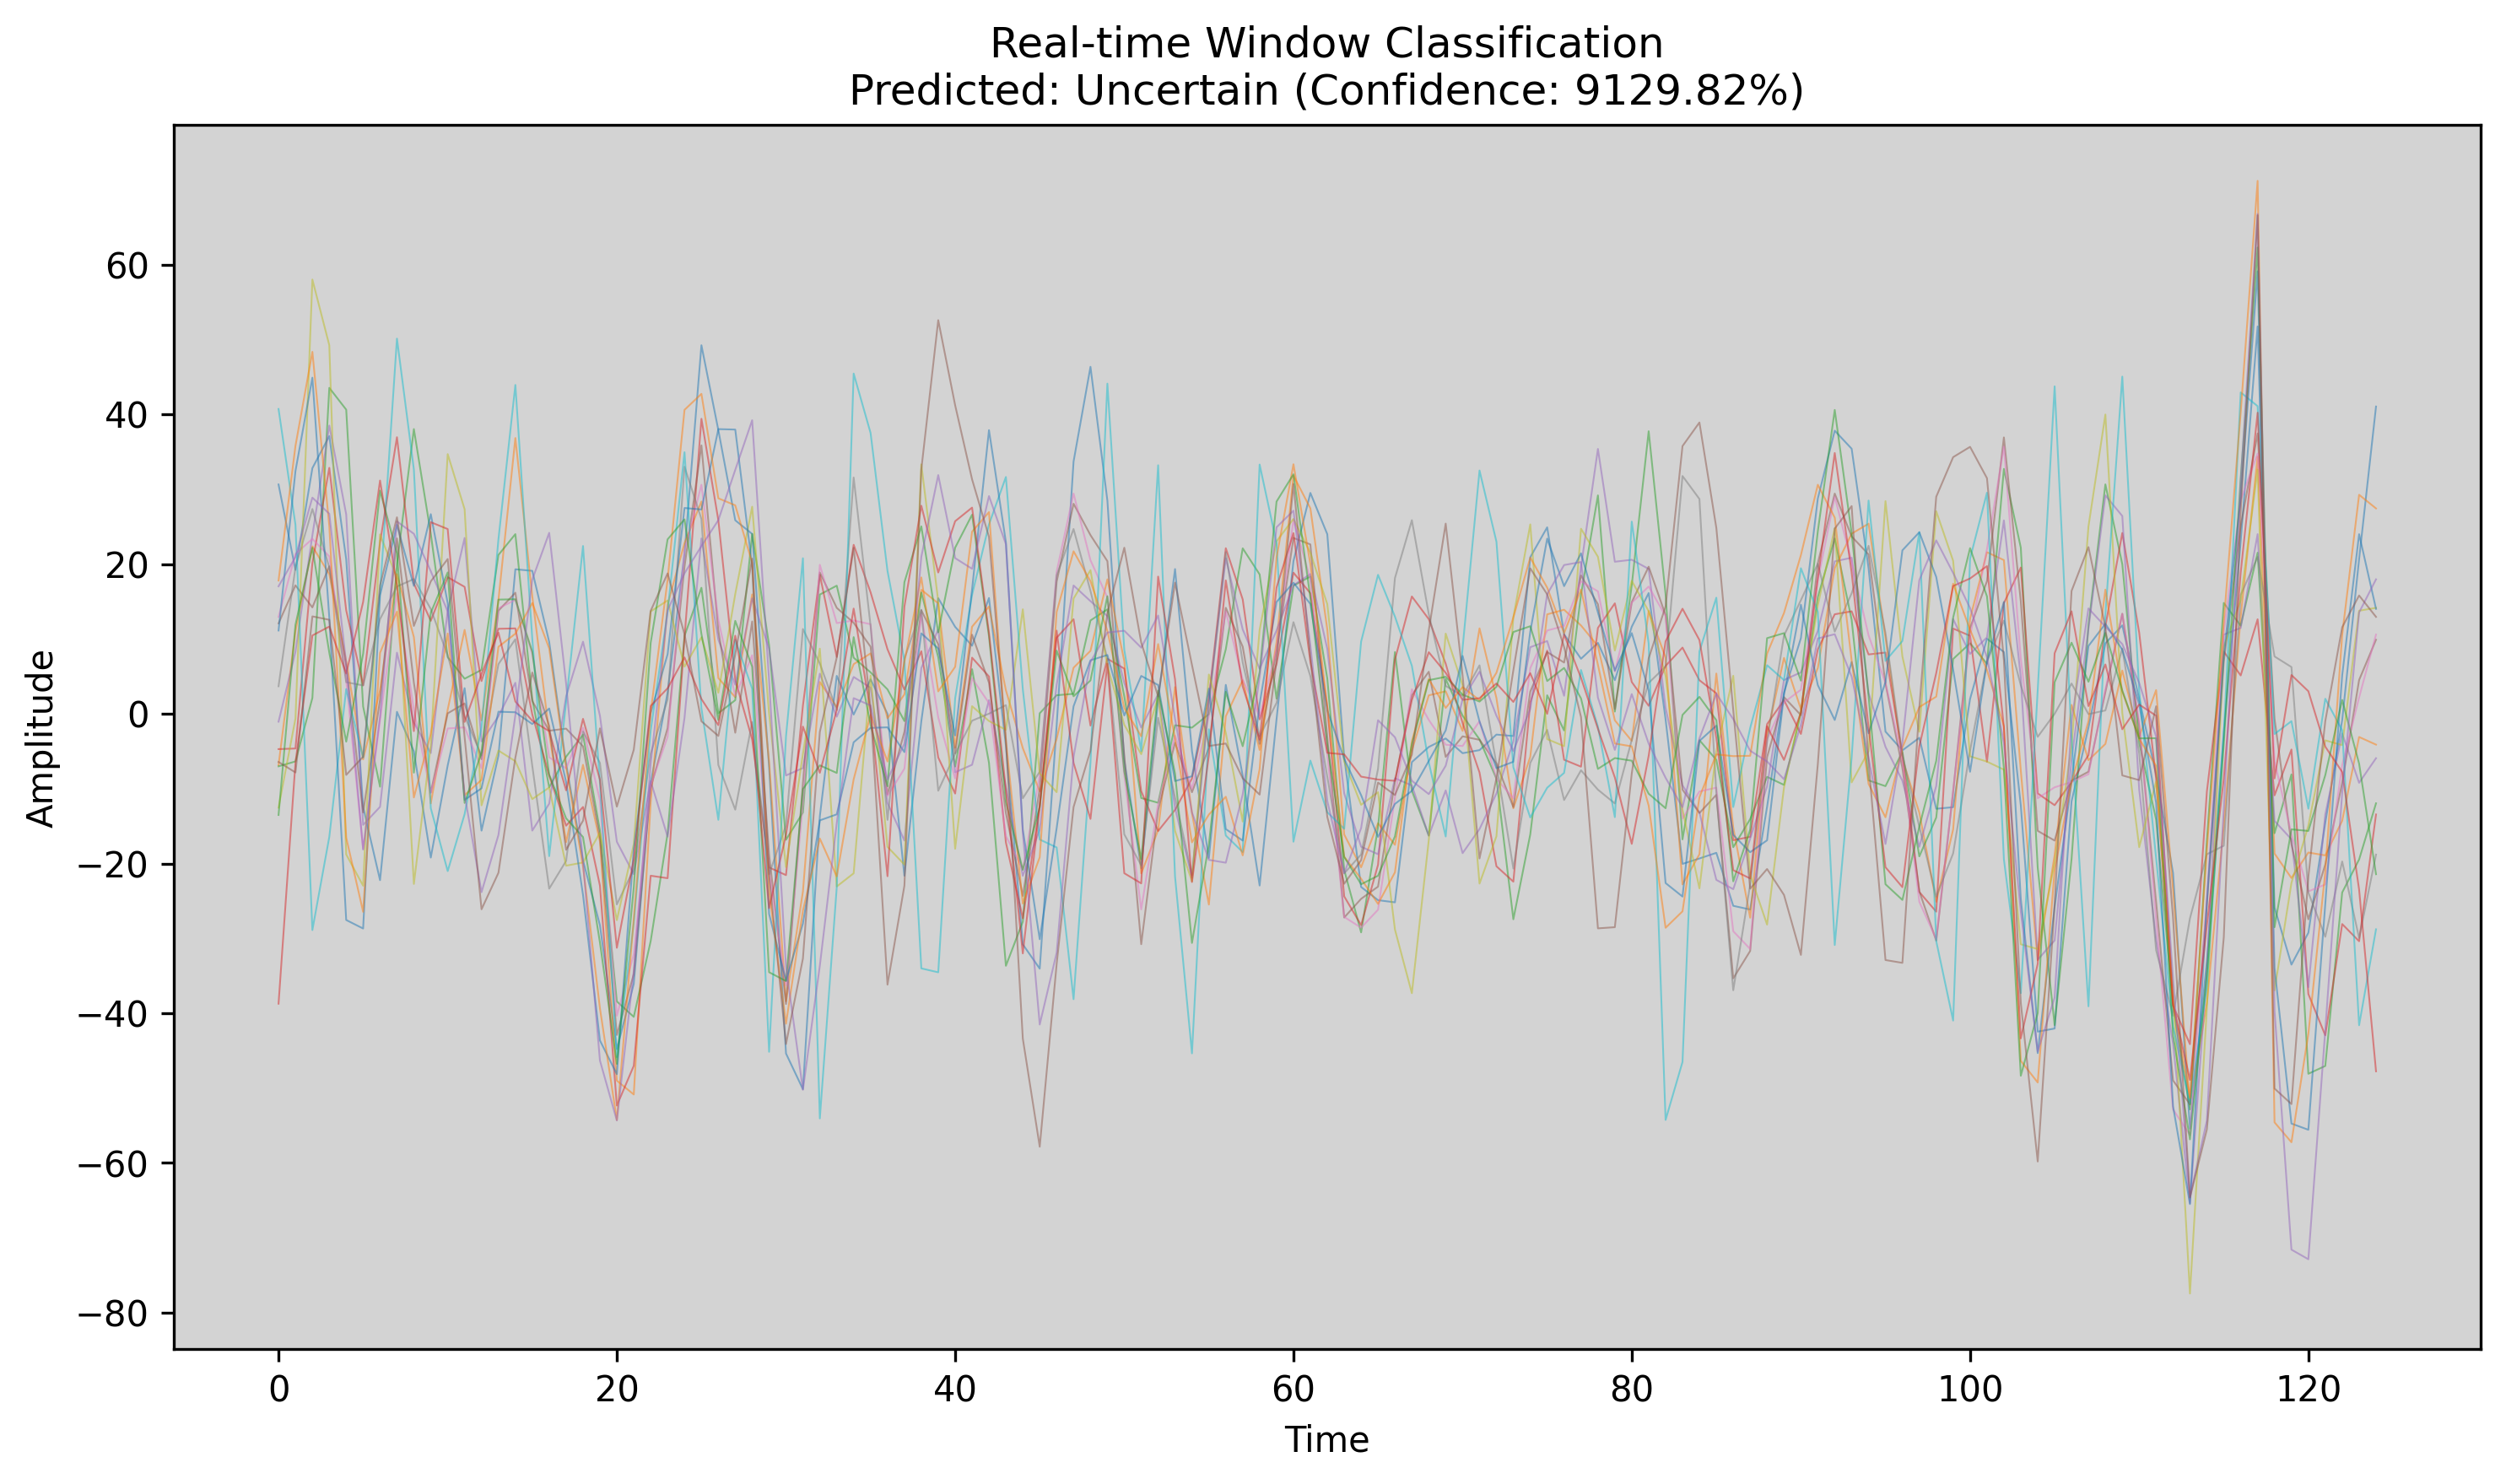 Real-time Window Classification
Predicted: Uncertain (Confidence: 9129.82%)
Amplitude
60
40
20
0
−20
−40
−60
−80
0 20 40 60 80 100 120
Time